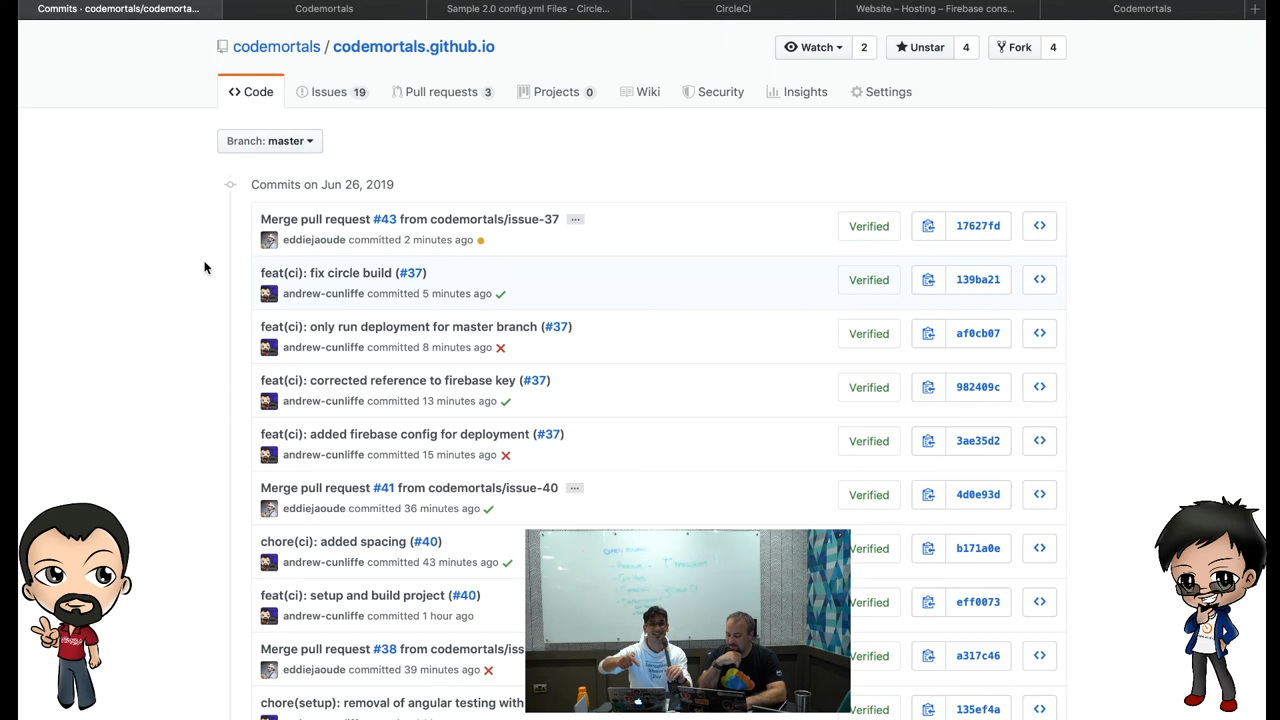 Commits · codemortals/codemorta...
Codemortals
Sample 2.0 config.yml Files - Circle...
CircleCI
Website – Hosting – Firebase cons...
Codemortals
codemortals / codemortals.github.io
Watch 2
Unstar 4
Fork 4
Code
Issues 19
Pull requests 3
Projects 0
Wiki
Security
Insights
Settings
Branch: master
Commits on Jun 26, 2019
Merge pull request #43 from codemortals/issue-37
eddiejaoude committed 2 minutes ago
Verified
17627fd
feat(ci): fix circle build (#37)
andrew-cunliffe committed 5 minutes ago
Verified
139ba21
feat(ci): only run deployment for master branch (#37)
andrew-cunliffe committed 8 minutes ago
Verified
af0cb07
feat(ci): corrected reference to firebase key (#37)
andrew-cunliffe committed 13 minutes ago
Verified
982409c
feat(ci): added firebase config for deployment (#37)
andrew-cunliffe committed 15 minutes ago
Verified
3ae35d2
Merge pull request #41 from codemortals/issue-40
eddiejaoude committed 36 minutes ago
Verified
4d0e93d
chore(ci): added spacing (#40)
andrew-cunliffe committed 43 minutes ago
Verified
b171a0e
feat(ci): setup and build project (#40)
andrew-cunliffe committed 1 hour ago
Verified
eff0073
Merge pull request #38 from codemortals/iss
eddiejaoude committed 39 minutes ago
Verified
a317c46
chore(setup): removal of angular testing with
Verified
135ef4a